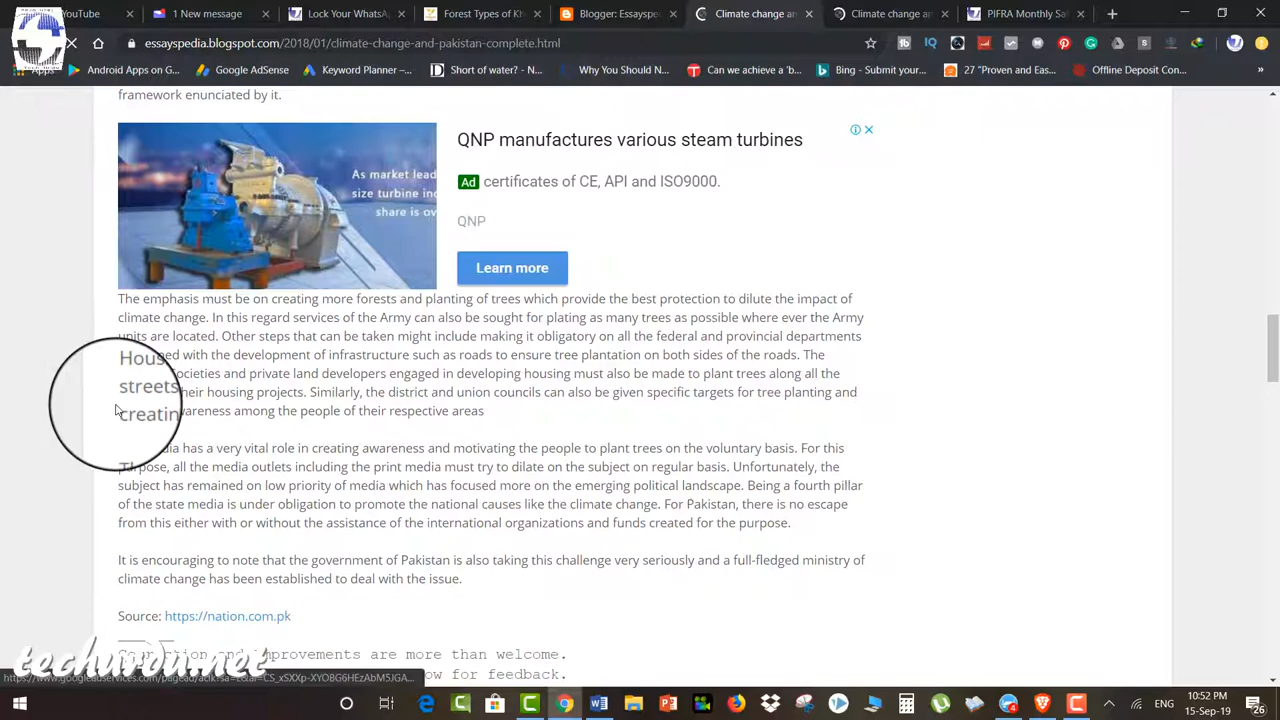 YouTube
1 New message
Lock Your WhatsA
Foreign Types of Kh
Blogger: Essayspe
Climate change an
Climate change a
PIFRA Monthly Sal
essayspedia.blogspot.com/2018/01/climate-change-and-pakistan-complete.html
Apps
Android Apps on G...
Google AdSense
Keyword Planner –...
Short of water? - N...
Why You Should N...
Can we achieve a 'b...
Bing - Submit your...
27 "Proven and Eas...
Offline Deposit Con...
framework enunciated by it.
As market lead
size turbine in
share is ov
QNP manufactures various steam turbines
Ad certificates of CE, API and ISO9000.
QNP
Learn more
The emphasis must be on creating more forests and planting of trees which provide the best protection to dilute the impact of
climate change. In this regard services of the Army can also be sought for plating as many trees as possible where ever the Army
units are located. Other steps that can be taken might include making it obligatory on all the federal and provincial departments
with the development of infrastructure such as roads to ensure tree plantation on both sides of the roads. The
Hous
ocieties and private land developers engaged in developing housing must also be made to plant trees along all the
streets
heir housing projects. Similarly, the district and union councils can also be given specific targets for tree planting and
creatin
wareness among the people of their respective areas
has a very vital role in creating awareness and motivating the people to plant trees on the voluntary basis. For this
pose, all the media outlets including the print media must try to dilate on the subject on regular basis. Unfortunately, the
subject has remained on low priority of media which has focused more on the emerging political landscape. Being a fourth pillar
of the state media is under obligation to promote the national causes like the climate change. For Pakistan, there is no escape
from this either with or without the assistance of the international organizations and funds created for the purpose.
It is encouraging to note that the government of Pakistan is also taking this challenge very seriously and a full-fledged ministry of
climate change has been established to deal with the issue.
Source: https://nation.com.pk
improvements are more than welcome.
ow for feedback.
techurdu.net
10:52 PM
15-Sep-19
26